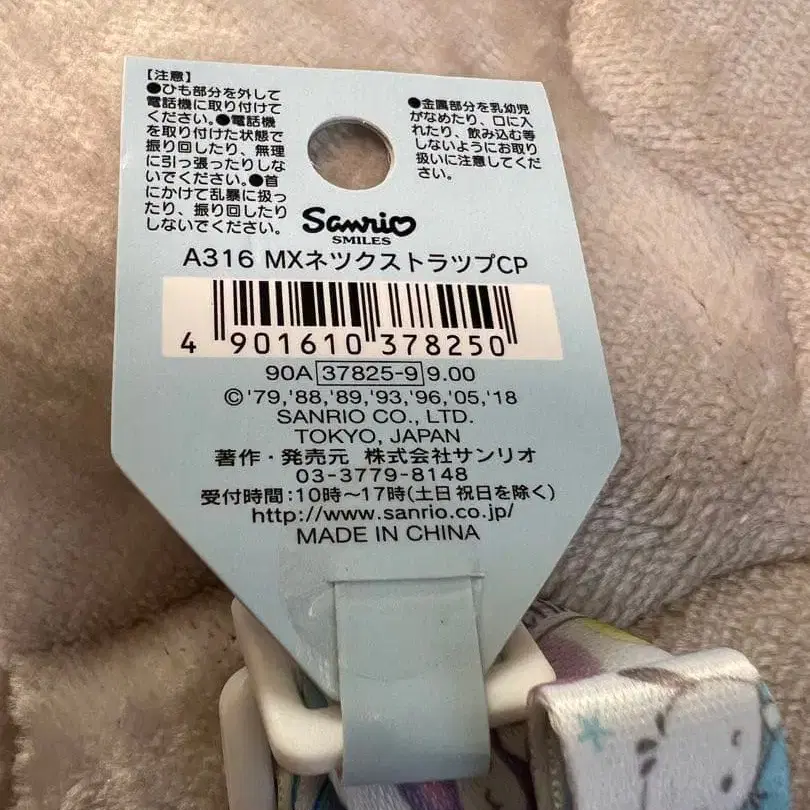 【注意】
●ひも部分を外して
電話機に取り付けて
ください。●電話機
を取り付けた状態で
振り回したり、無理
に引っ張ったりしな
いでください。●首
にかけて乱暴に扱っ
たり、振り回したり
しないでください。
●金属部分を乳幼児
がなめたり、口に入
れたり、飲み込む等
しないようにお取り
扱いに注意してくだ
さい。
Sanrio
SMILES
A316 MXネツクストラツプCP
4 901610 378250
90A 37825-9 9.00
©'79,'88,'89,'93,'96,'05,'18
SANRIO CO., LTD.
TOKYO, JAPAN
著作・発売元 株式会社サンリオ
03-3779-8148
受付時間:10時～17時(土日祝日を除く)
http://www.sanrio.co.jp/
MADE IN CHINA